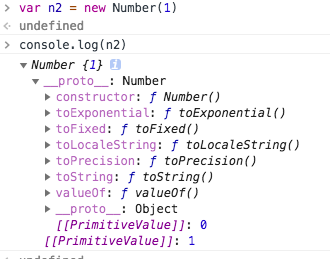 > var n2 = new Number(1)
<· undefined
> console.log(n2)
▼ Number {1} i
▼ __proto__: Number
▶ constructor: ƒ Number()
▶ toExponential: ƒ toExponential()
▶ toFixed: ƒ toFixed()
▶ toLocaleString: ƒ toLocaleString()
▶ toPrecision: ƒ toPrecision()
▶ toString: ƒ toString()
▶ valueOf: ƒ valueOf()
▶ __proto__: Object
[[PrimitiveValue]]: 0
[[PrimitiveValue]]: 1
<· undefined